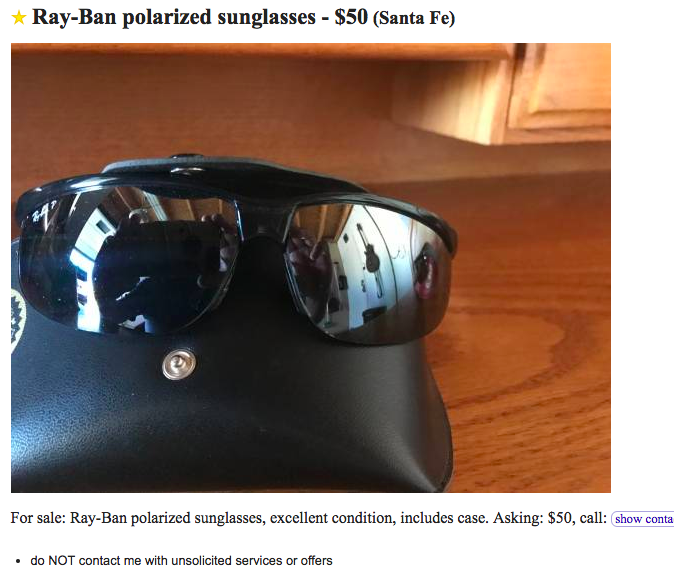 ★ Ray-Ban polarized sunglasses - $50 (Santa Fe)
Ray-Ban P
For sale: Ray-Ban polarized sunglasses, excellent condition, includes case. Asking: $50, call: show conta
• do NOT contact me with unsolicited services or offers